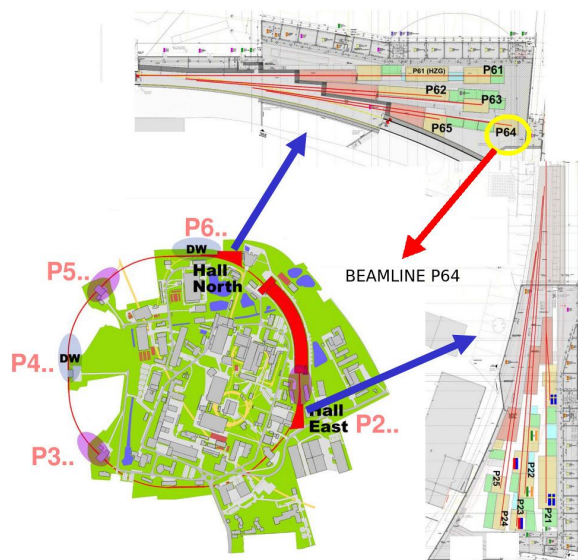 P61 (HZG)
P61
P62
P63
P65
P64
P6..
DW
Hall
North
BEAMLINE P64
P5..
P4..
DW
P3..
Hall
East
P2..
P25
P22
P24
P23
P21